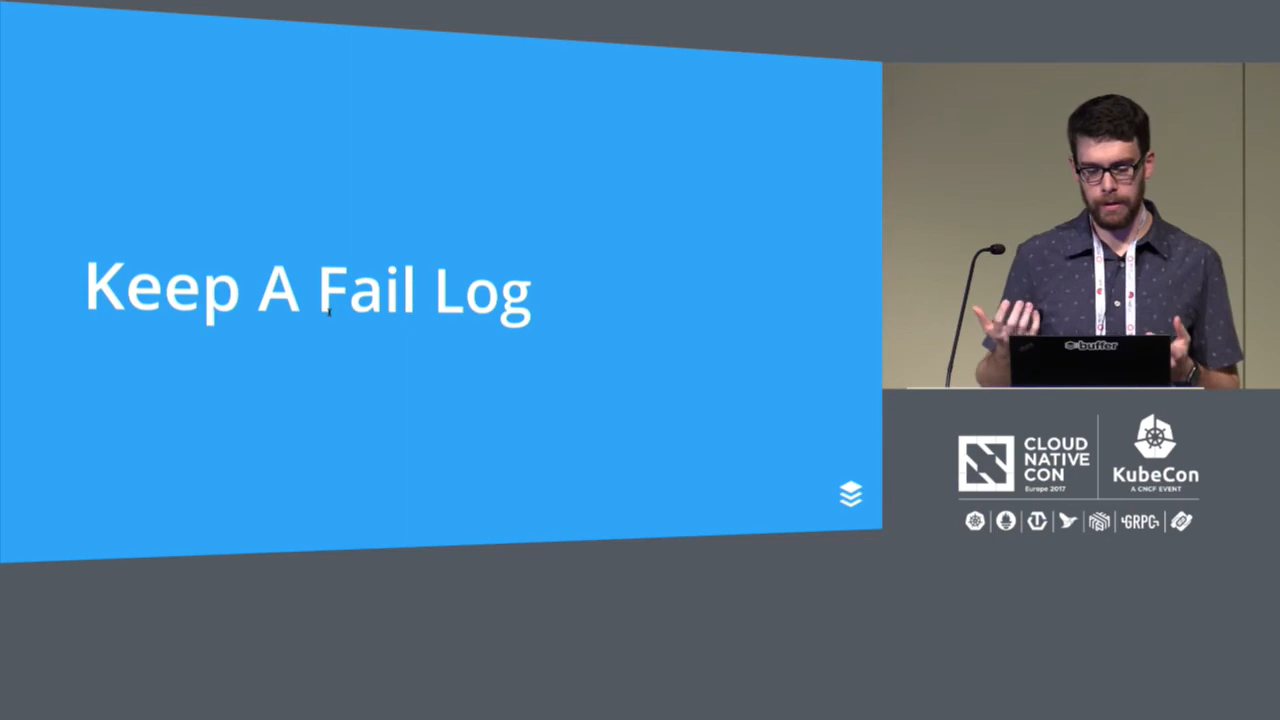 Keep A Fail Log
buffer
CLOUD
NATIVE
CON
Europe 2017
KubeCon
A CNCF EVENT
GRPC